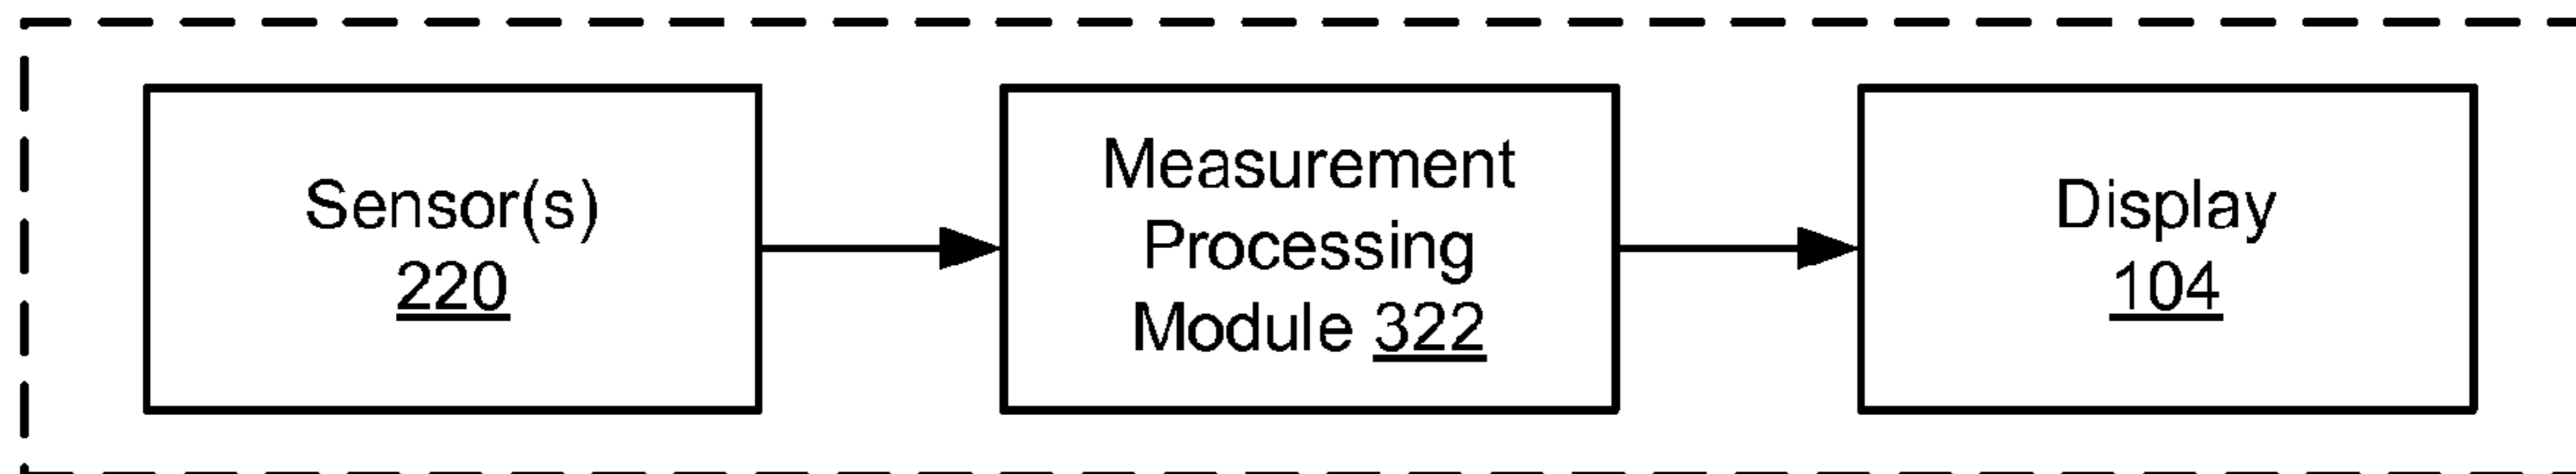 Sensor(s)
220
Measurement
Processing
Module 322
Display
104